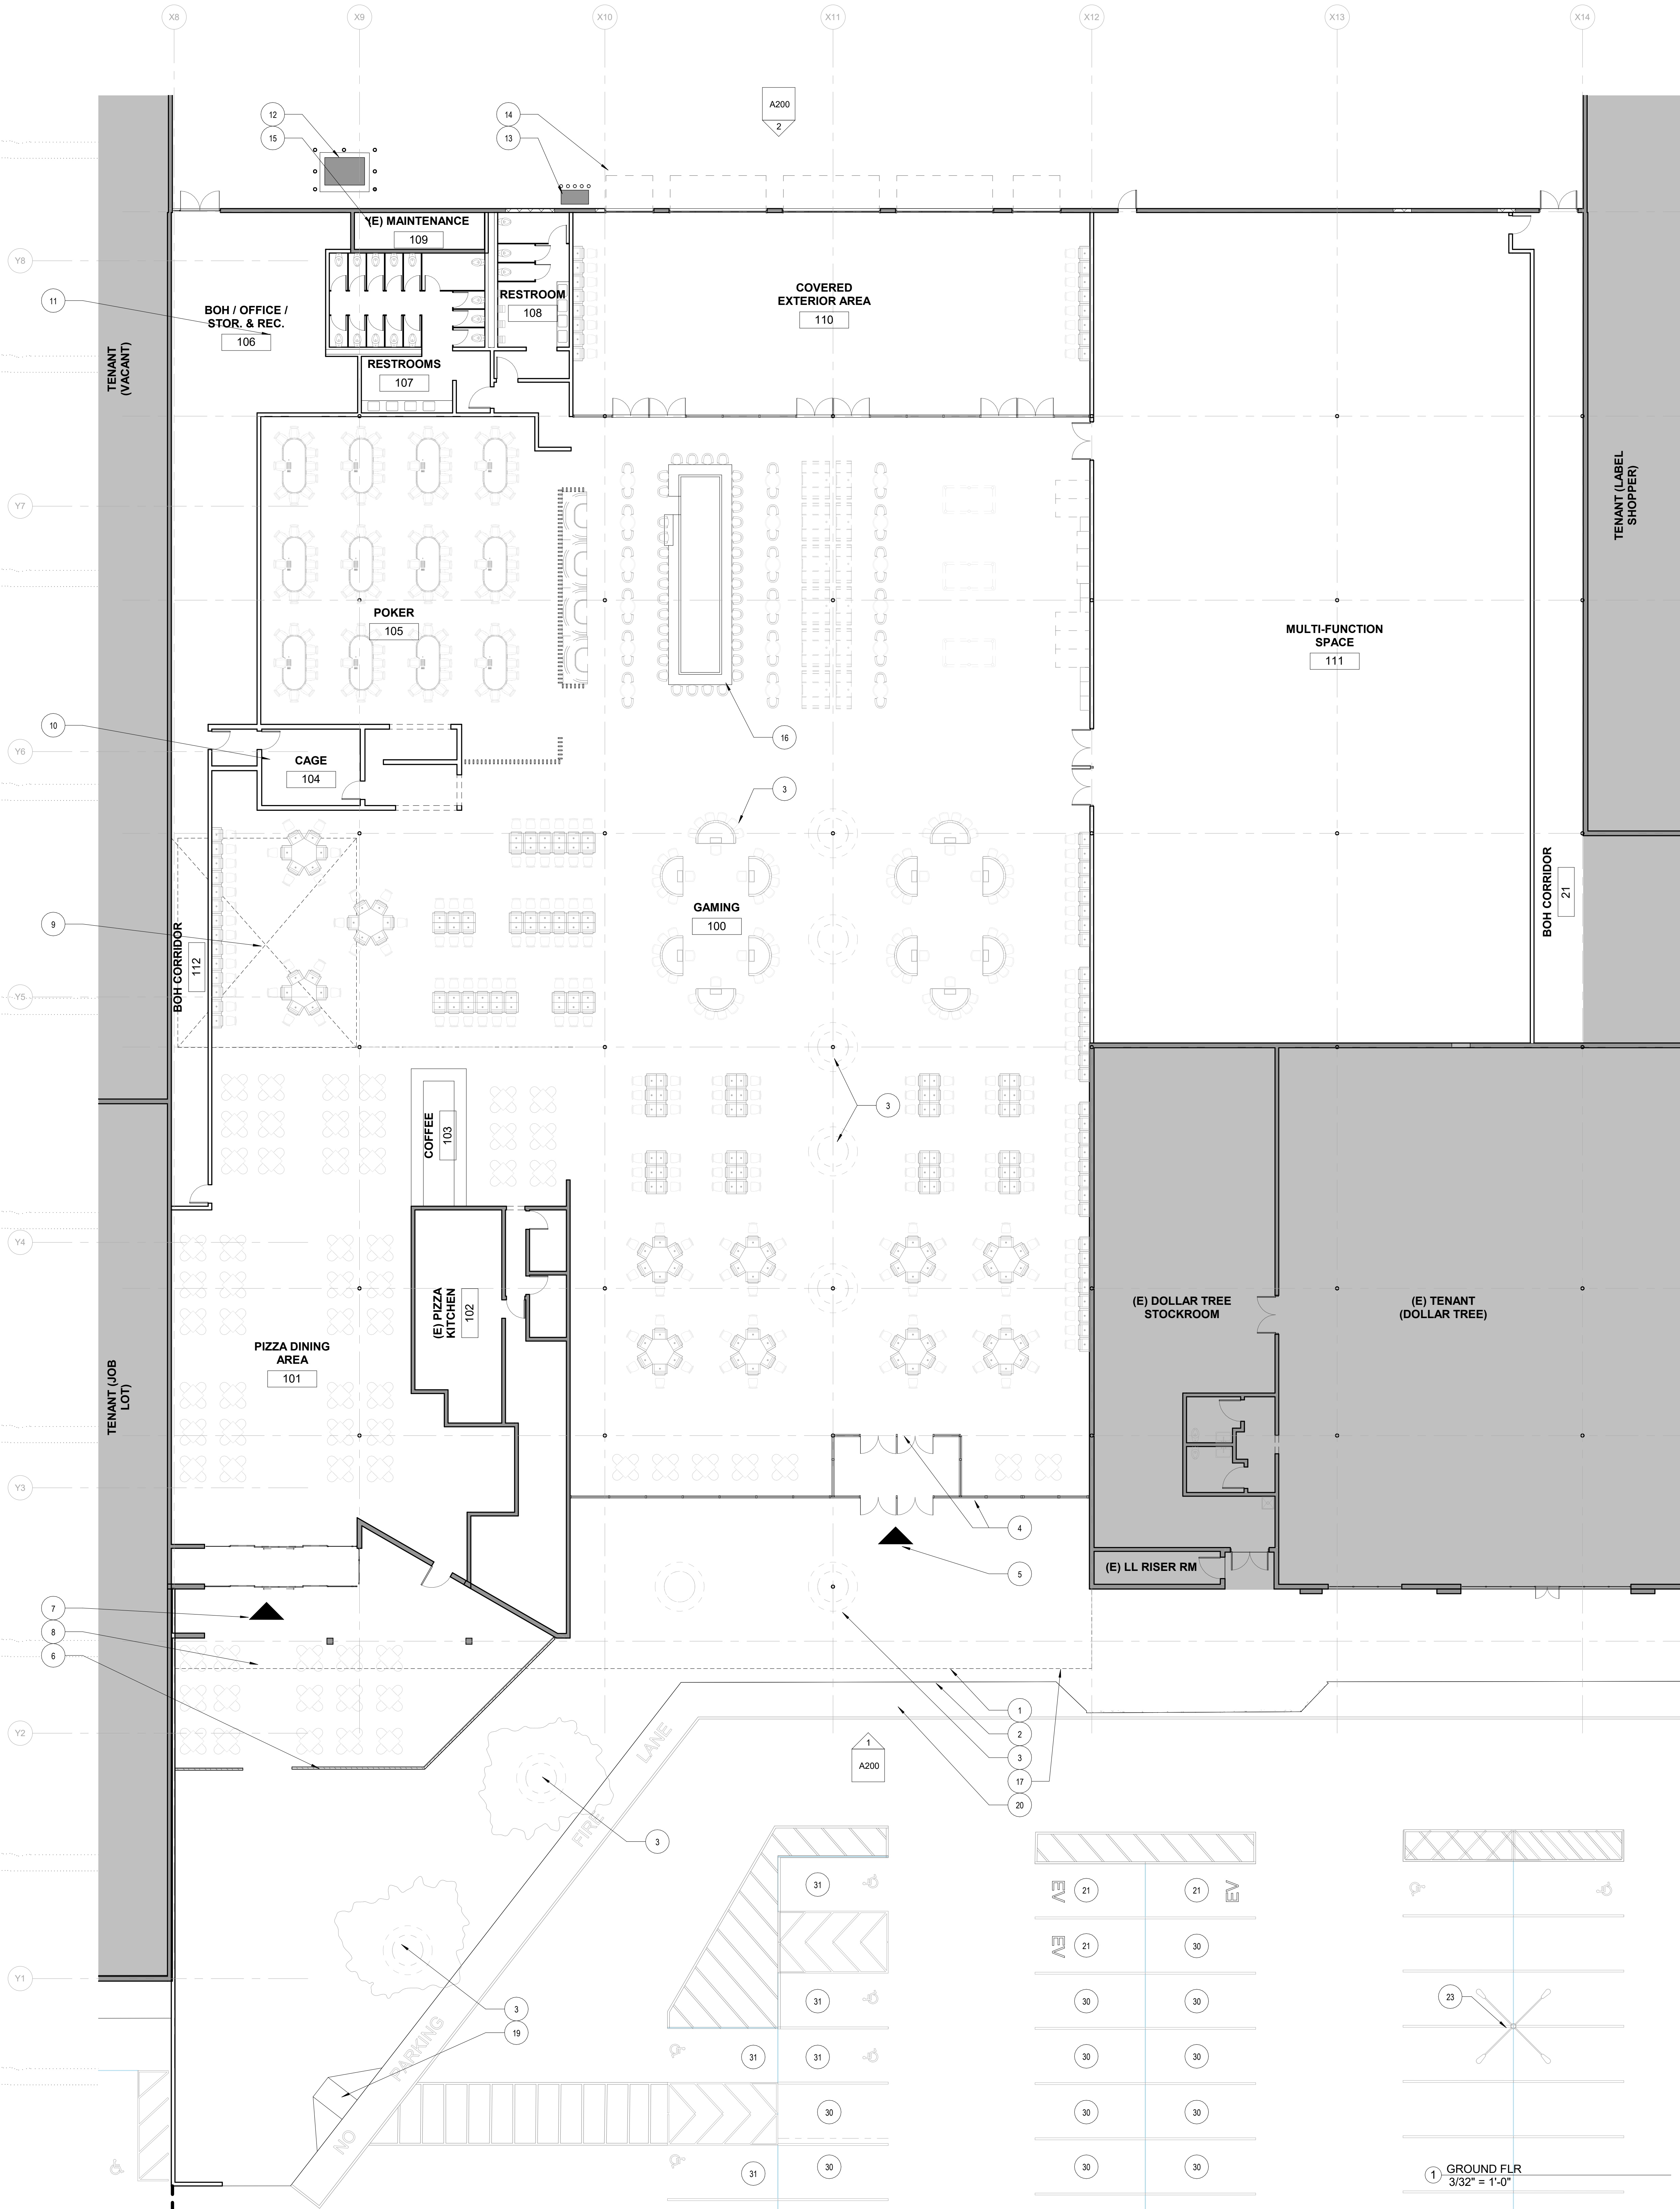 X8
X9
X10
X11
X12
X13
X14
12
15
14
13
A200
2
(E) MAINTENANCE
109
Y8
11
BOH / OFFICE /
STOR. & REC.
106
RESTROOM
108
COVERED
EXTERIOR AREA
110
TENANT
(VACANT)
RESTROOMS
107
Y7
TENANT (LABEL
SHOPPER)
POKER
105
MULTI-FUNCTION
SPACE
111
10
Y6
16
CAGE
104
3
9
GAMING
100
BOH CORRIDOR
21
BOH CORRIDOR
112
Y5
3
COFFEE
103
Y4
(E) PIZZA
KITCHEN
102
(E) DOLLAR TREE
STOCKROOM
(E) TENANT
(DOLLAR TREE)
PIZZA DINING
AREA
101
TENANT (JOB
LOT)
Y3
4
(E) LL RISER RM
5
7
8
6
1
2
3
17
20
Y2
1
A200
NO PARKING FIRE LANE
3
31
EV
21
21
EV
EV
21
30
Y1
31
30
30
23
3
19
31
31
30
30
30
30
30
31
30
30
30
1
GROUND FLR
3/32" = 1'-0"